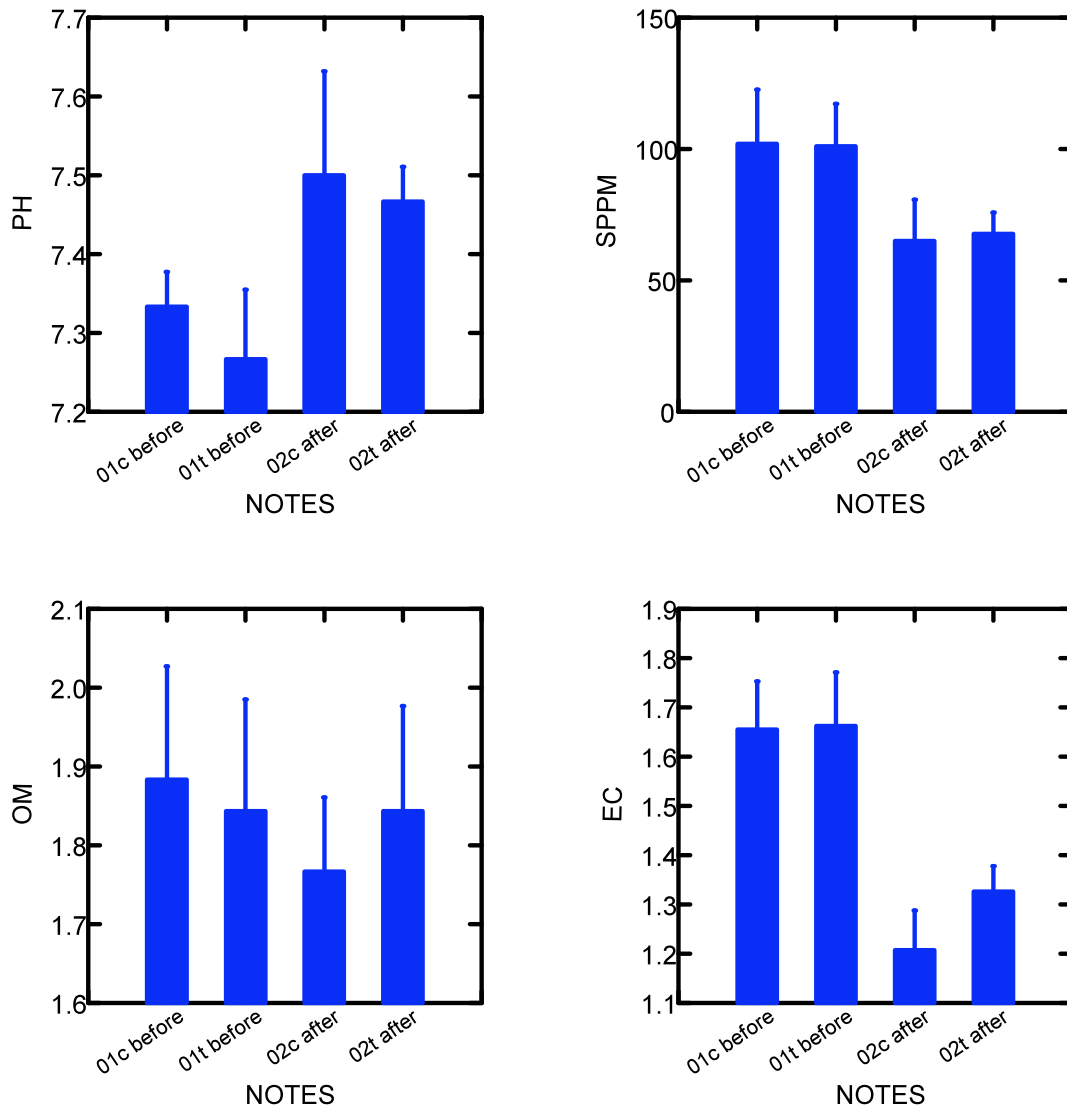 PH
7.7
7.6
7.5
7.4
7.3
7.2
01c before
01t before
02c after
02t after
NOTES
SPPM
150
100
50
0
01c before
01t before
02c after
02t after
NOTES
OM
2.1
2.0
1.9
1.8
1.7
1.6
01c before
01t before
02c after
02t after
NOTES
EC
1.9
1.8
1.7
1.6
1.5
1.4
1.3
1.2
1.1
01c before
01t before
02c after
02t after
NOTES